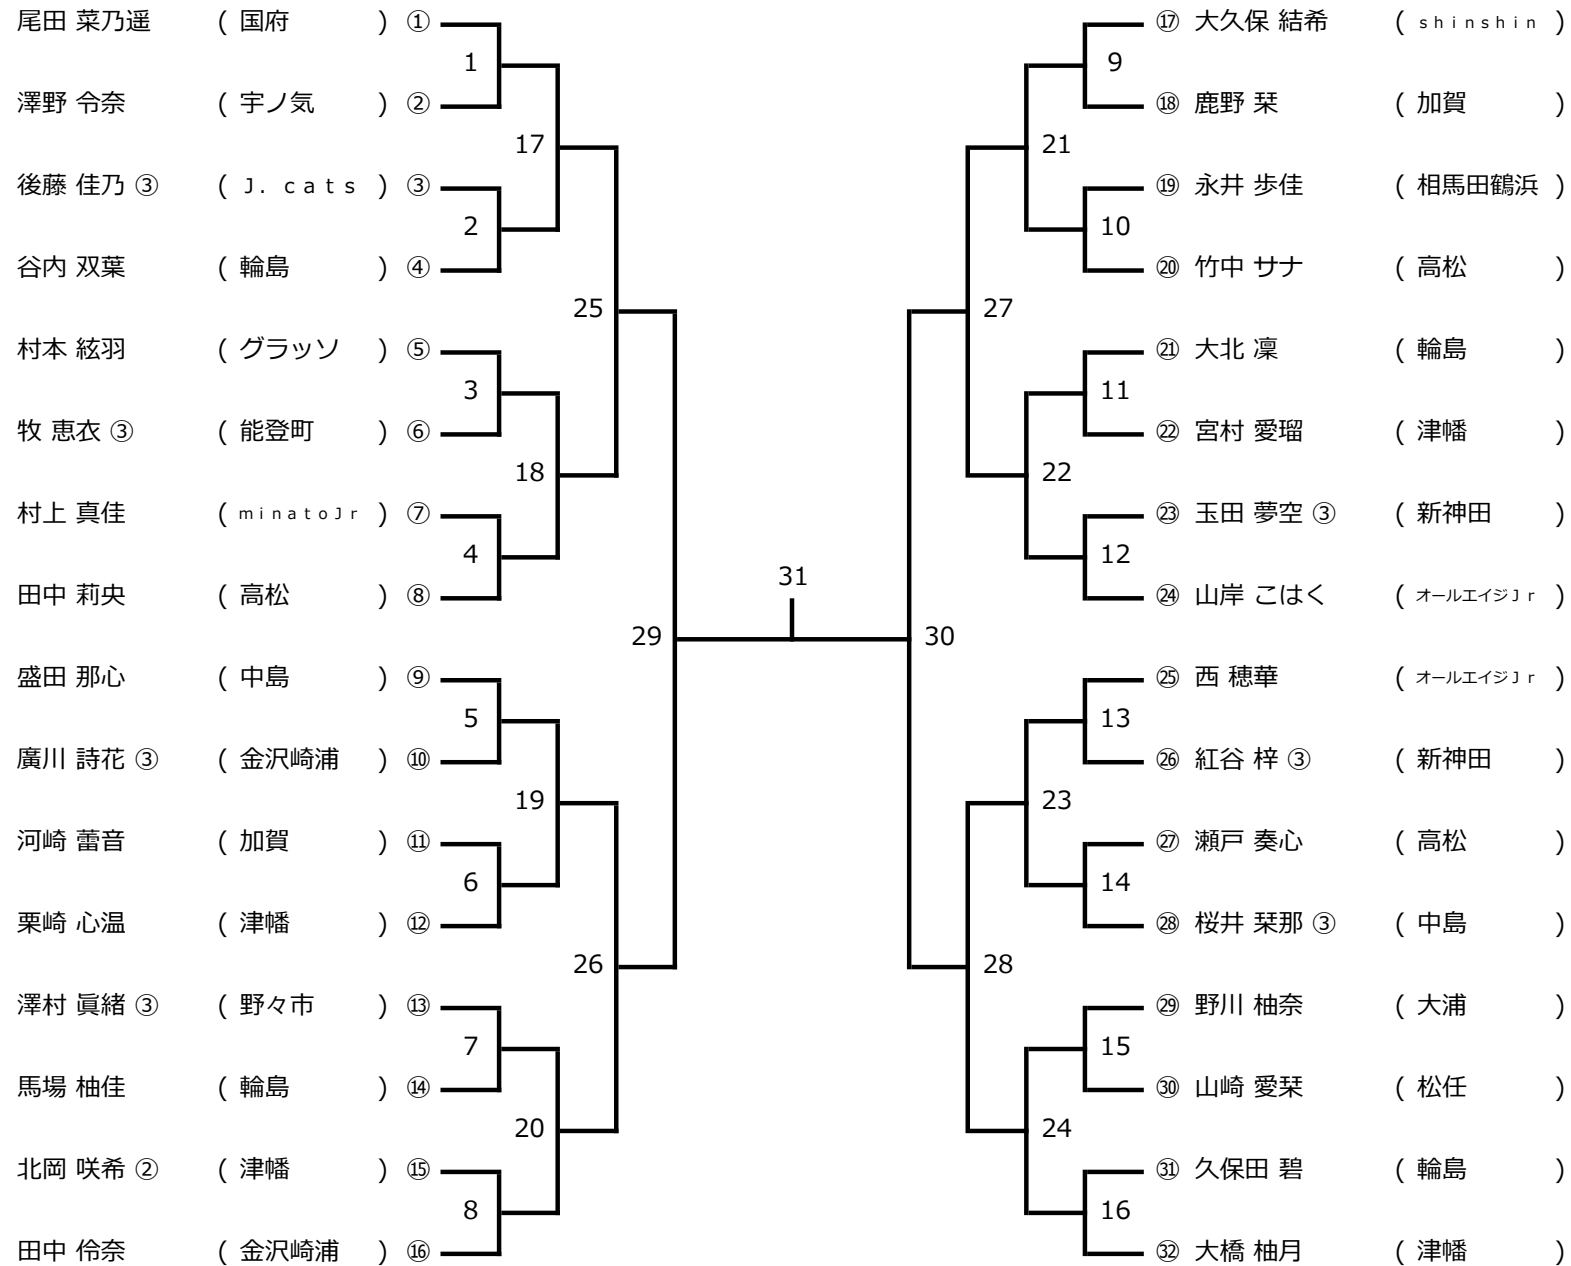 尾田 菜乃遥 ( 国府 ) ①
1
澤野 令奈 ( 宇ノ気 ) ②
17
後藤 佳乃 ③ ( J. cats ) ③
2
谷内 双葉 ( 輪島 ) ④
25
村本 絃羽 ( グラッソ ) ⑤
3
牧 恵衣 ③ ( 能登町 ) ⑥
18
村上 真佳 ( minatoJr ) ⑦
4
田中 莉央 ( 高松 ) ⑧
29
盛田 那心 ( 中島 ) ⑨
5
廣川 詩花 ③ ( 金沢崎浦 ) ⑩
19
河崎 蕾音 ( 加賀 ) ⑪
6
栗崎 心温 ( 津幡 ) ⑫
26
澤村 眞緒 ③ ( 野々市 ) ⑬
7
馬場 柚佳 ( 輪島 ) ⑭
20
北岡 咲希 ② ( 津幡 ) ⑮
8
田中 伶奈 ( 金沢崎浦 ) ⑯
31
⑰ 大久保 結希 ( shinshin )
9
⑱ 鹿野 栞 ( 加賀 )
21
⑲ 永井 歩佳 ( 相馬田鶴浜 )
10
⑳ 竹中 サナ ( 高松 )
27
㉑ 大北 凜 ( 輪島 )
11
㉒ 宮村 愛瑠 ( 津幡 )
22
㉓ 玉田 夢空 ③ ( 新神田 )
12
㉔ 山岸 こはく ( オールエイジJr )
30
㉕ 西 穂華 ( オールエイジJr )
13
㉖ 紅谷 梓 ③ ( 新神田 )
23
㉗ 瀬戸 奏心 ( 高松 )
14
㉘ 桜井 栞那 ③ ( 中島 )
28
㉙ 野川 柚奈 ( 大浦 )
15
㉚ 山崎 愛栞 ( 松任 )
24
㉛ 久保田 碧 ( 輪島 )
16
㉜ 大橋 柚月 ( 津幡 )